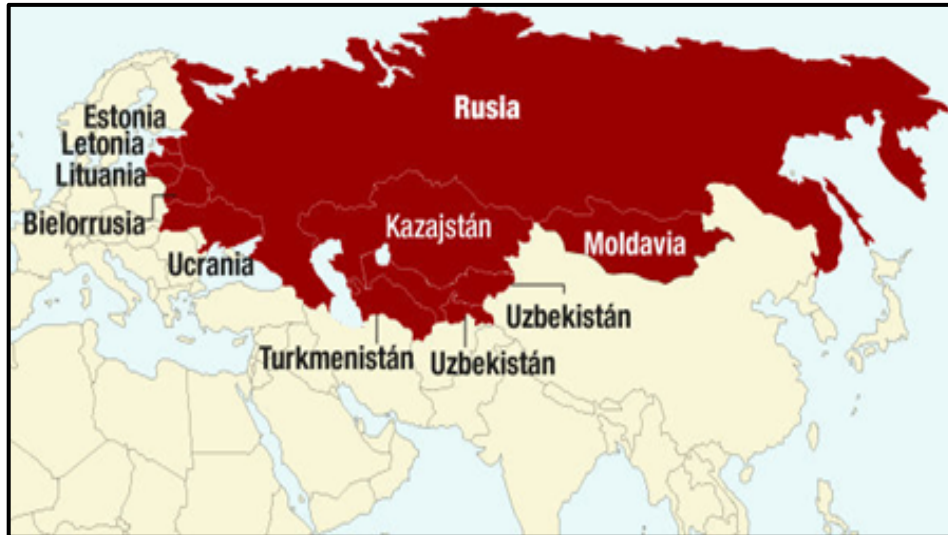 Rusia
Estonia
Letonia
Lituania
Bielorrusia
Kazajstán
Moldavia
Ucrania
Uzbekistán
Turkmenistán
Uzbekistán